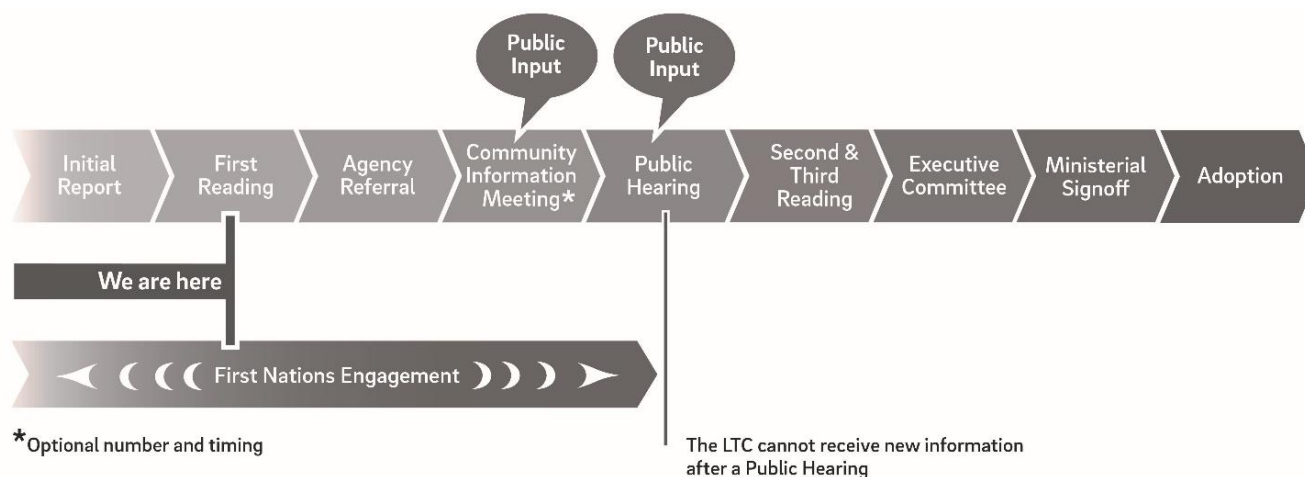 Public
Input
Public
Input
Initial
Report
First
Reading
Agency
Referral
Community
Information
Meeting*
Public
Hearing
Second &
Third
Reading
Executive
Committee
Ministerial
Signoff
Adoption
We are here
First Nations Engagement
*Optional number and timing
The LTC cannot receive new information
after a Public Hearing